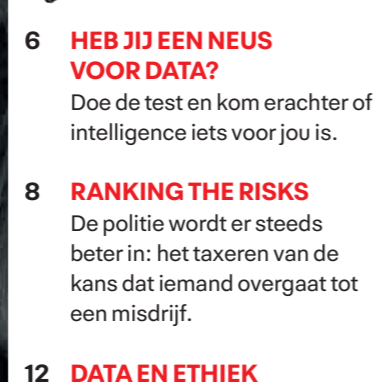 6 HEB JIJ EEN NEUS
VOOR DATA?
Doe de test en kom erachter of
intelligence iets voor jou is.
8 RANKING THE RISKS
De politie wordt er steeds
beter in: het taxeren van de
kans dat iemand overgaat tot
een misdrijf.
12 DATA EN ETHIEK